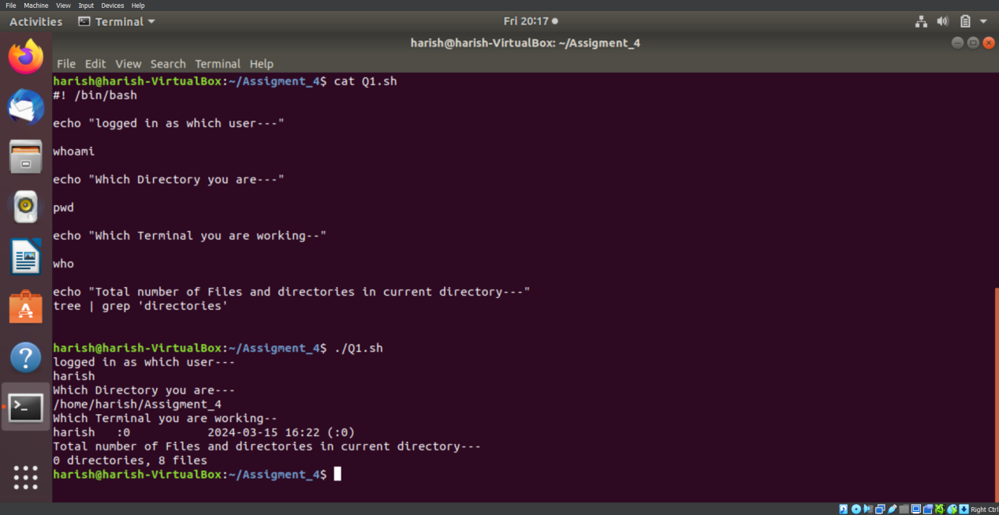 File Machine View Input Devices Help
Activities Terminal Fri 20:17
harish@harish-VirtualBox: ~/Assigment_4
File Edit View Search Terminal Help
harish@harish-VirtualBox:~/Assigment_4$ cat Q1.sh
#! /bin/bash
echo "logged in as which user---"
whoami
echo "Which Directory you are---"
pwd
echo "Which Terminal you are working--"
who
echo "Total number of Files and directories in current directory---"
tree | grep 'directories'
harish@harish-VirtualBox:~/Assigment_4$ ./Q1.sh
logged in as which user---
harish
Which Directory you are---
/home/harish/Assigment_4
Which Terminal you are working--
harish   :0           2024-03-15 16:22 (:0)
Total number of Files and directories in current directory---
0 directories, 8 files
harish@harish-VirtualBox:~/Assigment_4$
Right Ctrl